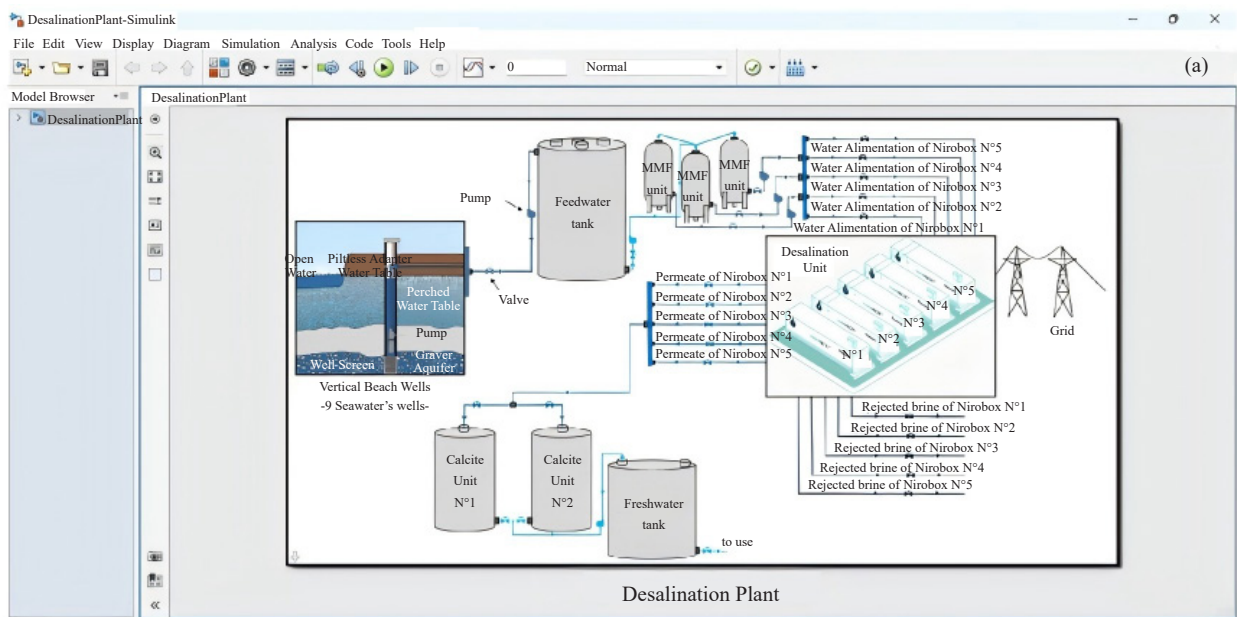 DesalinationPlant-Simulink
File Edit View Display Diagram Simulation Analysis Code Tools Help
0
Normal
(a)
Model Browser
DesalinationPlant
DesalinationPlant
Pump
Feedwater
tank
MMF
unit
MMF
unit
MMF
unit
Water Alimentation of Nirobox N°5
Water Alimentation of Nirobox N°4
Water Alimentation of Nirobox N°3
Water Alimentation of Nirobox N°2
Water Alimentation of Nirobox N°1
Open
Water
Piltless Adapter
Water Table
Perched
Water Table
Pump
Well-Screen
Graver
Aquifer
Valve
Vertical Beach Wells
-9 Seawater's wells-
Permeate of Nirobox N°1
Permeate of Nirobox N°2
Permeate of Nirobox N°3
Permeate of Nirobox N°4
Permeate of Nirobox N°5
Desalination
Unit
N°5
N°4
N°3
N°2
N°1
Grid
Rejected brine of Nirobox N°1
Rejected brine of Nirobox N°2
Rejected brine of Nirobox N°3
Rejected brine of Nirobox N°4
Rejected brine of Nirobox N°5
Calcite
Unit
N°1
Calcite
Unit
N°2
Freshwater
tank
to use
Desalination Plant